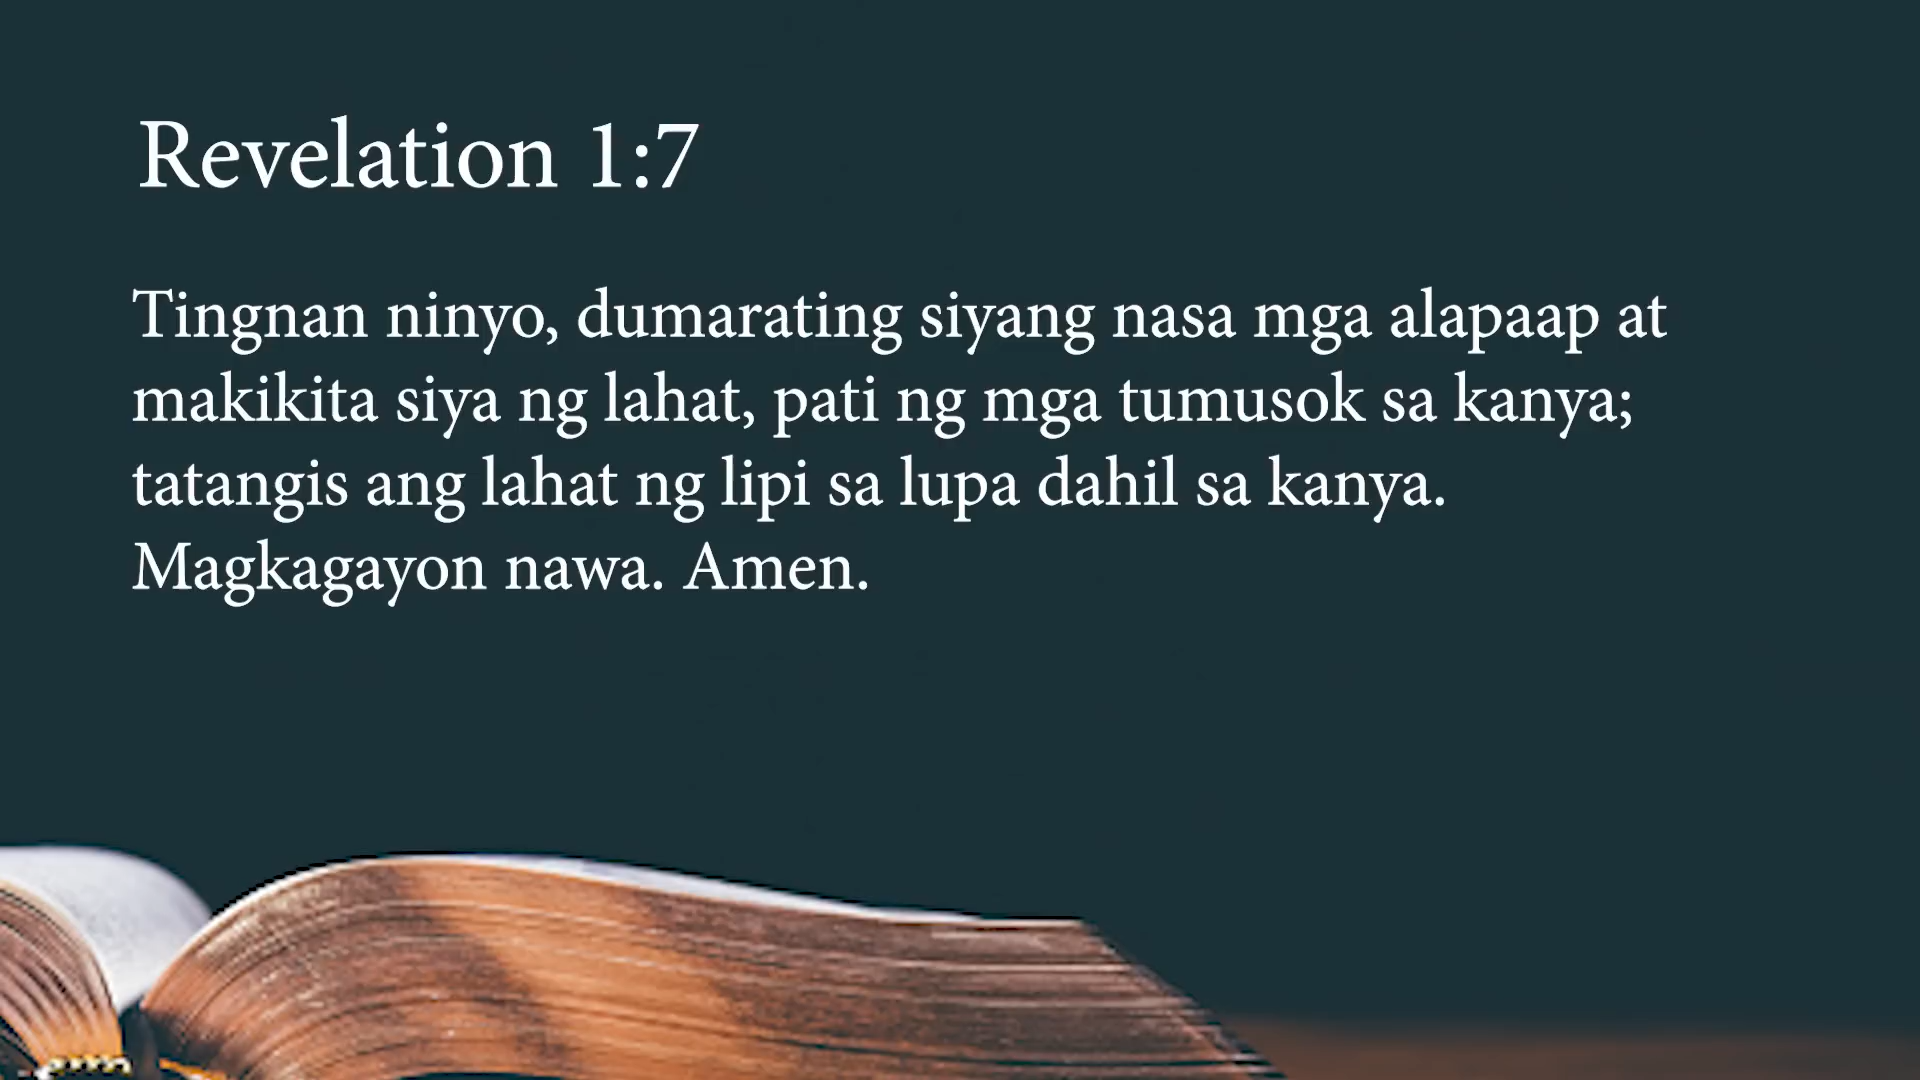 Revelation 1:7
Tingnan ninyo, dumarating siyang nasa mga alapaap at
makikita siya ng lahat, pati ng mga tumusok sa kanya;
tatangis ang lahat ng lipi sa lupa dahil sa kanya.
Magkagayon nawa. Amen.